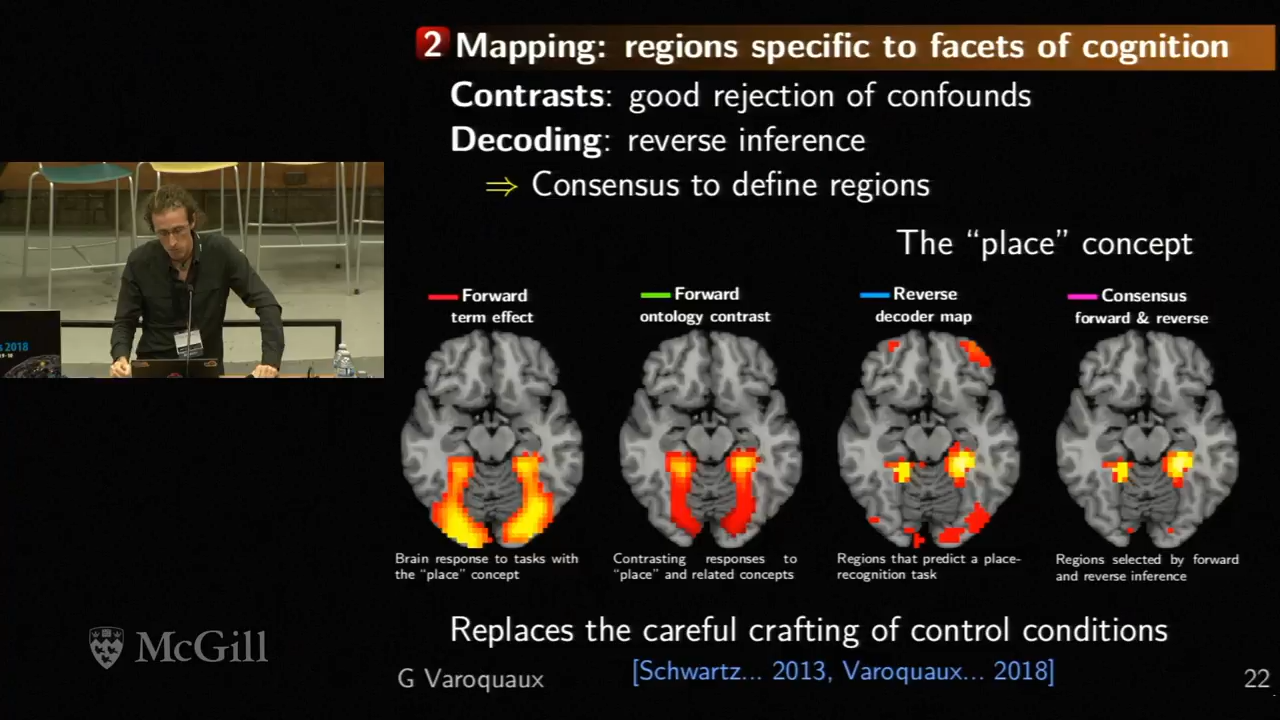 2 Mapping: regions specific to facets of cognition
Contrasts: good rejection of confounds
Decoding: reverse inference
⇒ Consensus to define regions
The “place” concept
Forward
term effect
Forward
ontology contrast
Reverse
decoder map
Consensus
forward & reverse
Brain response to tasks with
the “place” concept
Contrasting responses to
“place” and related concepts
Regions that predict a place-
recognition task
Regions selected by forward
and reverse inference
Replaces the careful crafting of control conditions
[Schwartz... 2013, Varoquaux... 2018]
G Varoquaux
22
McGill
2018